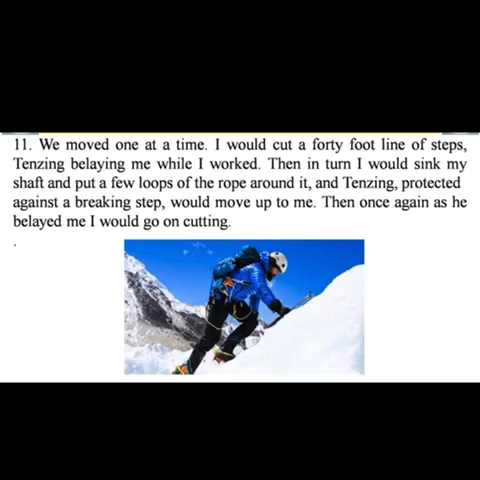 11. We moved one at a time. I would cut a forty foot line of steps,
Tenzing belaying me while I worked. Then in turn I would sink my
shaft and put a few loops of the rope around it, and Tenzing, protected
against a breaking step, would move up to me. Then once again as he
belayed me I would go on cutting.
.